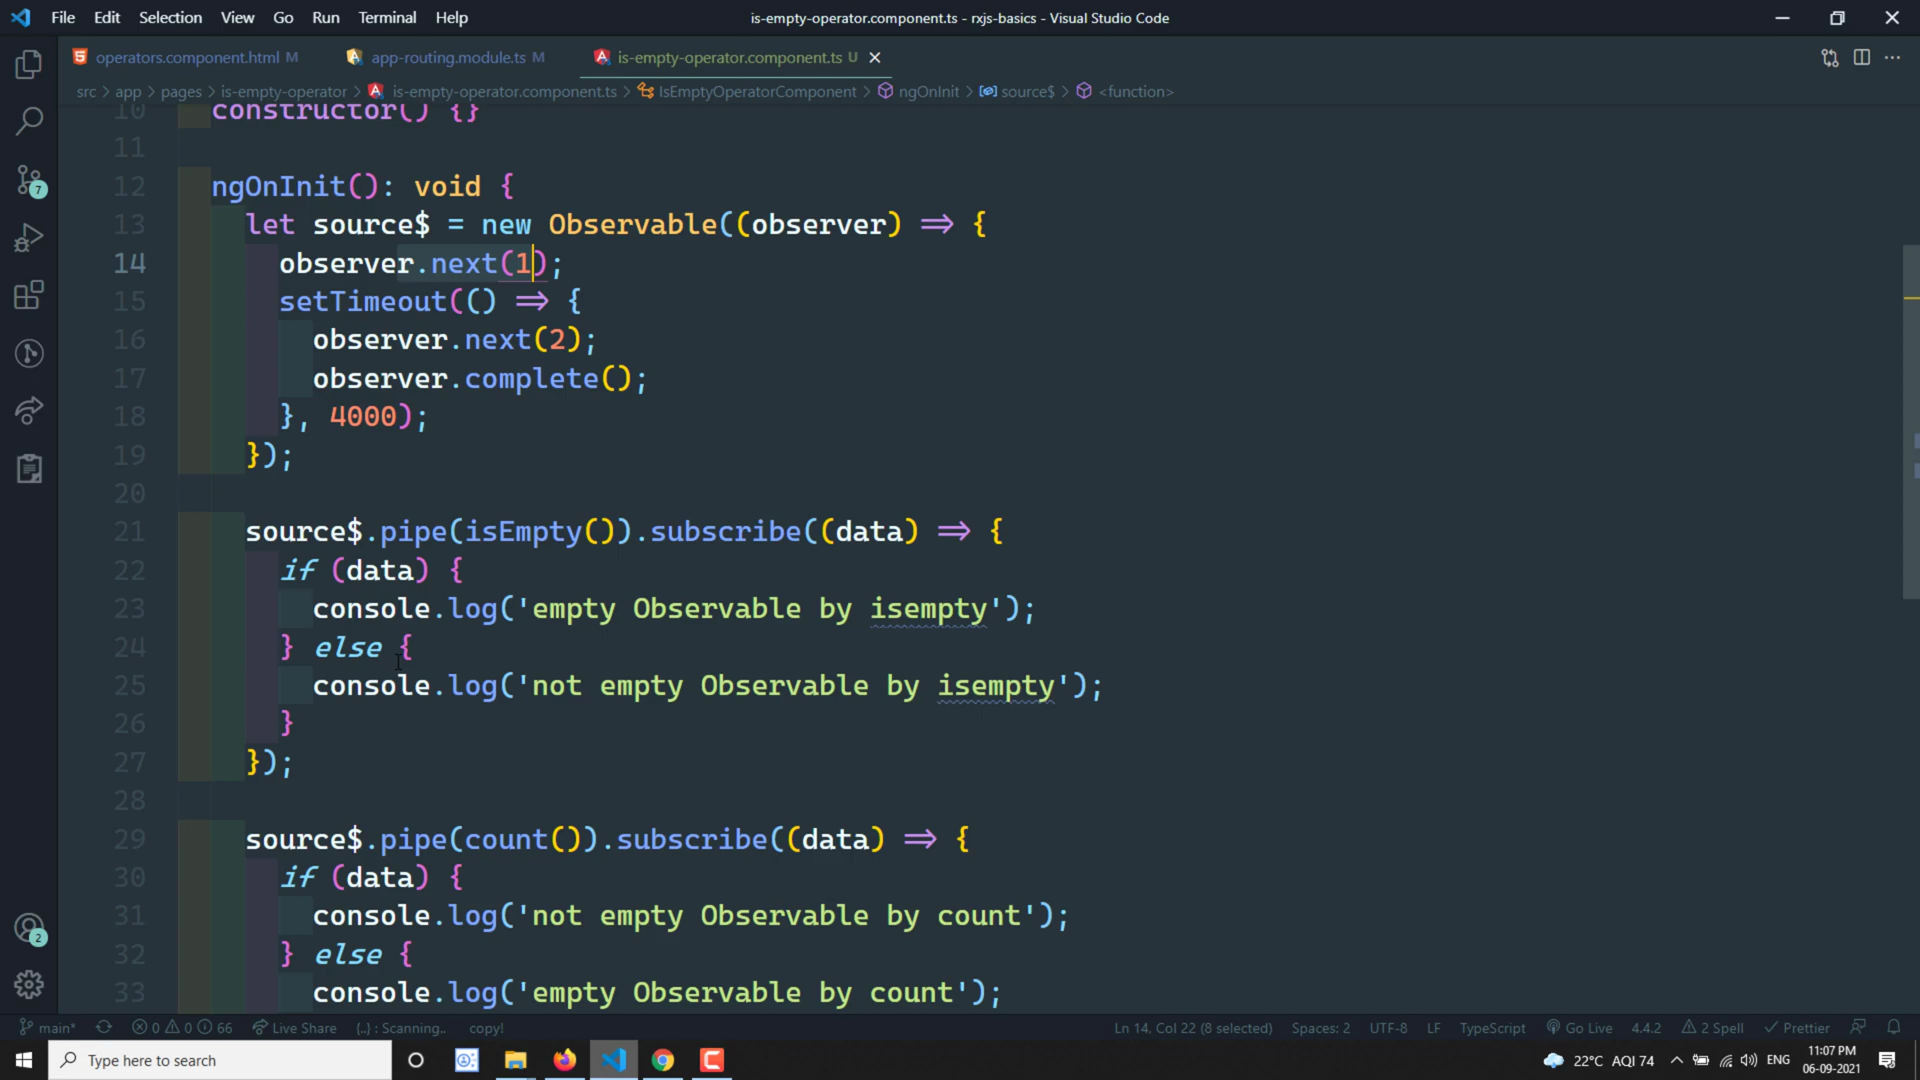 File Edit Selection View Go Run Terminal Help
is-empty-operator.component.ts - rxjs-basics - Visual Studio Code
operators.component.html M
app-routing.module.ts M
is-empty-operator.component.ts U
src > app > pages > is-empty-operator > is-empty-operator.component.ts > IsEmptyOperatorComponent > ngOnInit > source$ > <function>
10 constructor() {}
11
12 ngOnInit(): void {
13 let source$ = new Observable((observer) => {
14 observer.next(1);
15 setTimeout(() => {
16 observer.next(2);
17 observer.complete();
18 }, 4000);
19 });
20
21 source$.pipe(isEmpty()).subscribe((data) => {
22 if (data) {
23 console.log('empty Observable by isempty');
24 } else {
25 console.log('not empty Observable by isempty');
26 }
27 });
28
29 source$.pipe(count()).subscribe((data) => {
30 if (data) {
31 console.log('not empty Observable by count');
32 } else {
33 console.log('empty Observable by count');
7
2
main* 0 0 66 Live Share {..} : Scanning.. copy! Ln 14, Col 22 (8 selected) Spaces: 2 UTF-8 LF TypeScript Go Live 4.4.2 2 Spell Prettier
Type here to search
22°C AQI 74 ENG
11:07 PM
06-09-2021